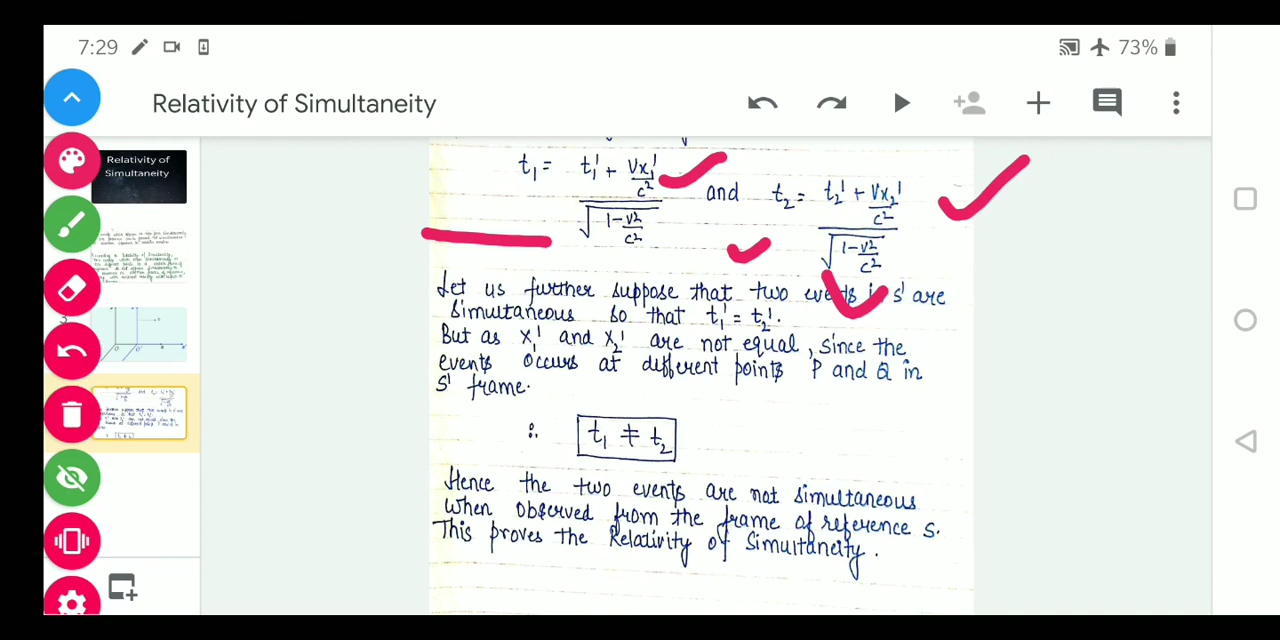 7:29
73%
Relativity of Simultaneity
Relativity of
Simultaneity
t₁ = t₁' + Vx₁'/c² / √1-v²/c² and t₂ = t₂' + Vx₂'/c² / √1-v²/c²
Let us further suppose that two events in s' are
simultaneous so that t₁' = t₂'.
But as x₁' and x₂' are not equal, since the
events occurs at different points P and Q in
s' frame.
∴ t₁ ≠ t₂
Hence the two events are not simultaneous
when observed from the frame of reference s.
This proves the Relativity of Simultaneity.